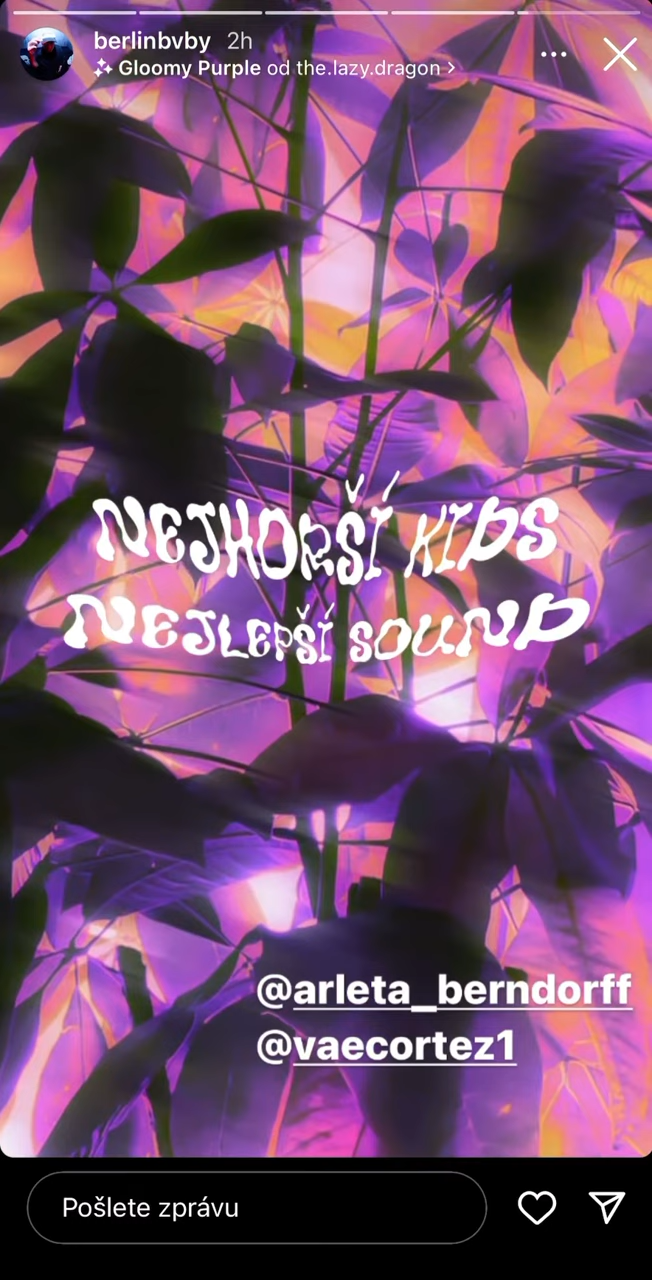 berlinbvby 2h
Gloomy Purple od the.lazy.dragon
NEJHORŠÍ KIDS
NEJLEPŠÍ SOUND
@arleta_berndorff
@vaecortez1
Pošlete zprávu